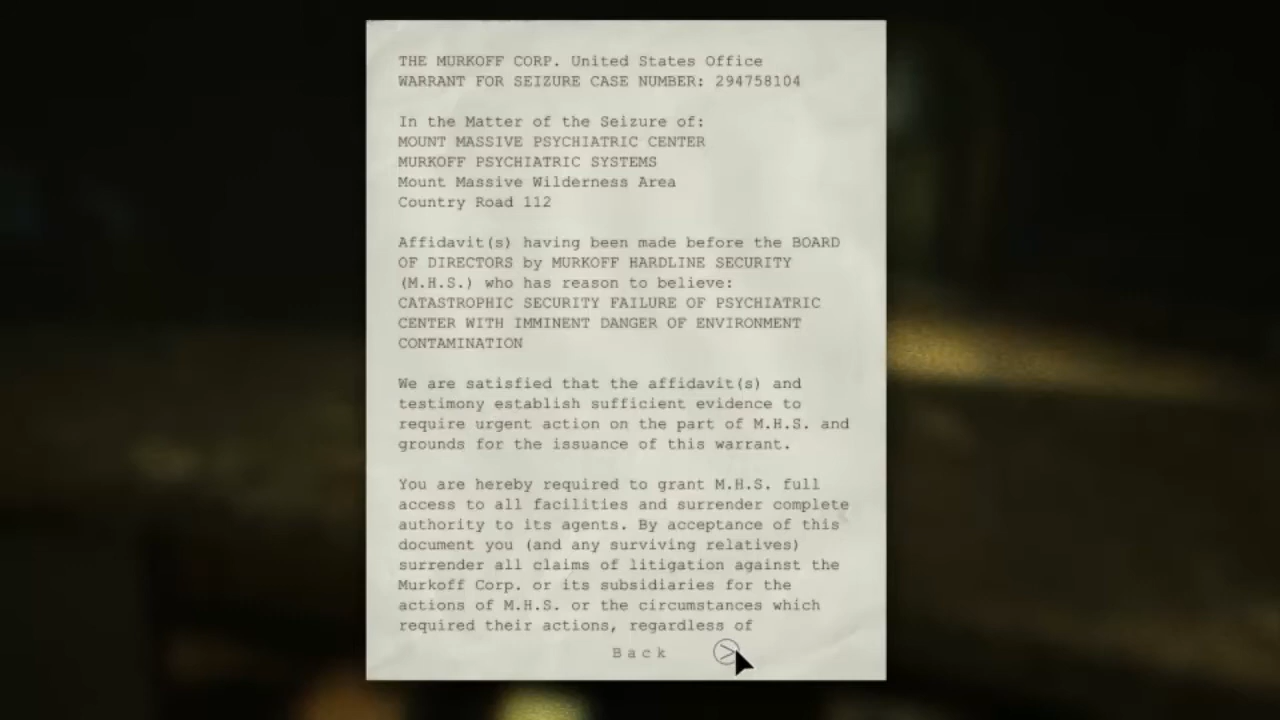 THE MURKOFF CORP. United States Office
WARRANT FOR SEIZURE CASE NUMBER: 294758104
In the Matter of the Seizure of:
MOUNT MASSIVE PSYCHIATRIC CENTER
MURKOFF PSYCHIATRIC SYSTEMS
Mount Massive Wilderness Area
Country Road 112
Affidavit(s) having been made before the BOARD
OF DIRECTORS by MURKOFF HARDLINE SECURITY
(M.H.S.) who has reason to believe:
CATASTROPHIC SECURITY FAILURE OF PSYCHIATRIC
CENTER WITH IMMINENT DANGER OF ENVIRONMENT
CONTAMINATION
We are satisfied that the affidavit(s) and
testimony establish sufficient evidence to
require urgent action on the part of M.H.S. and
grounds for the issuance of this warrant.
You are hereby required to grant M.H.S. full
access to all facilities and surrender complete
authority to its agents. By acceptance of this
document you (and any surviving relatives)
surrender all claims of litigation against the
Murkoff Corp. or its subsidiaries for the
actions of M.H.S. or the circumstances which
required their actions, regardless of
Back >